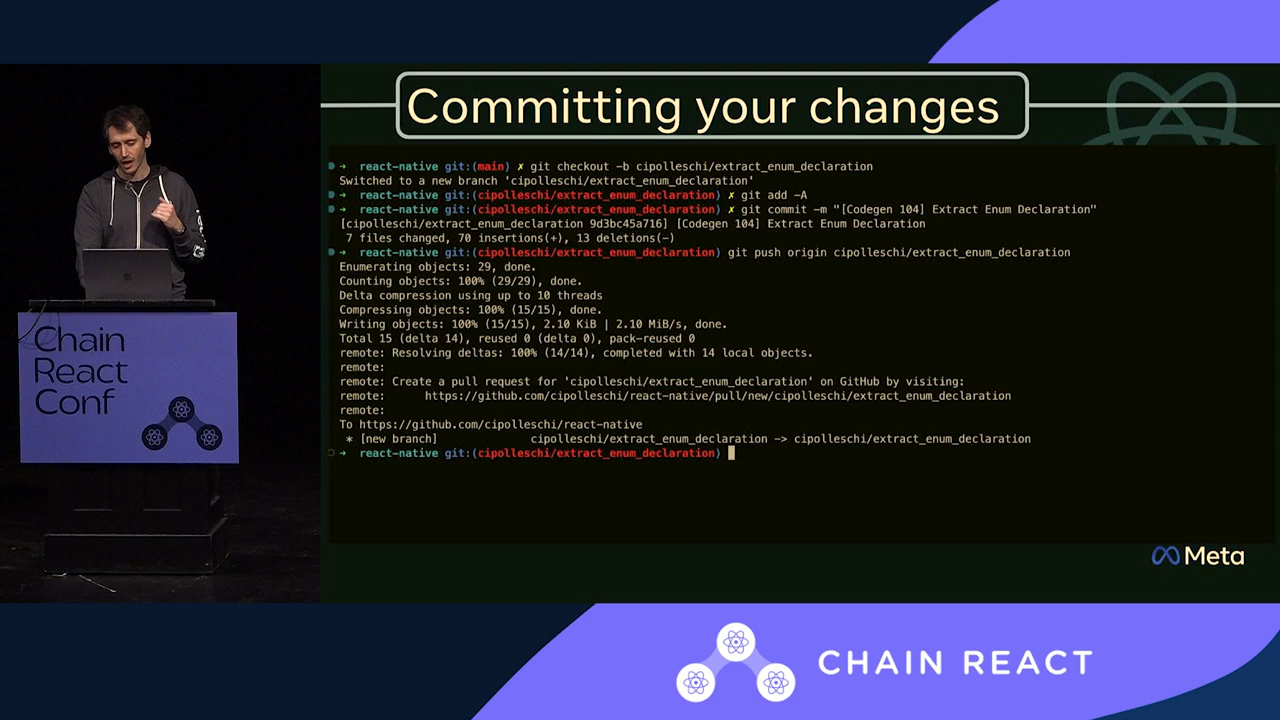 Committing your changes
➜ react-native git:(main) ✗ git checkout -b cipolleschi/extract_enum_declaration
Switched to a new branch 'cipolleschi/extract_enum_declaration'
➜ react-native git:(cipolleschi/extract_enum_declaration) ✗ git add -A
➜ react-native git:(cipolleschi/extract_enum_declaration) ✗ git commit -m "[Codegen 104] Extract Enum Declaration"
[cipolleschi/extract_enum_declaration 9d3bc45a716] [Codegen 104] Extract Enum Declaration
7 files changed, 70 insertions(+), 13 deletions(-)
➜ react-native git:(cipolleschi/extract_enum_declaration) git push origin cipolleschi/extract_enum_declaration
Enumerating objects: 29, done.
Counting objects: 100% (29/29), done.
Delta compression using up to 10 threads
Compressing objects: 100% (15/15), done.
Writing objects: 100% (15/15), 2.10 KiB | 2.10 MiB/s, done.
Total 15 (delta 14), reused 0 (delta 0), pack-reused 0
remote: Resolving deltas: 100% (14/14), completed with 14 local objects.
remote:
remote: Create a pull request for 'cipolleschi/extract_enum_declaration' on GitHub by visiting:
remote:      https://github.com/cipolleschi/react-native/pull/new/cipolleschi/extract_enum_declaration
remote:
To https://github.com/cipolleschi/react-native
* [new branch]              cipolleschi/extract_enum_declaration -> cipolleschi/extract_enum_declaration
➜ react-native git:(cipolleschi/extract_enum_declaration)
Meta
Chain
React
Conf
CHAIN REACT